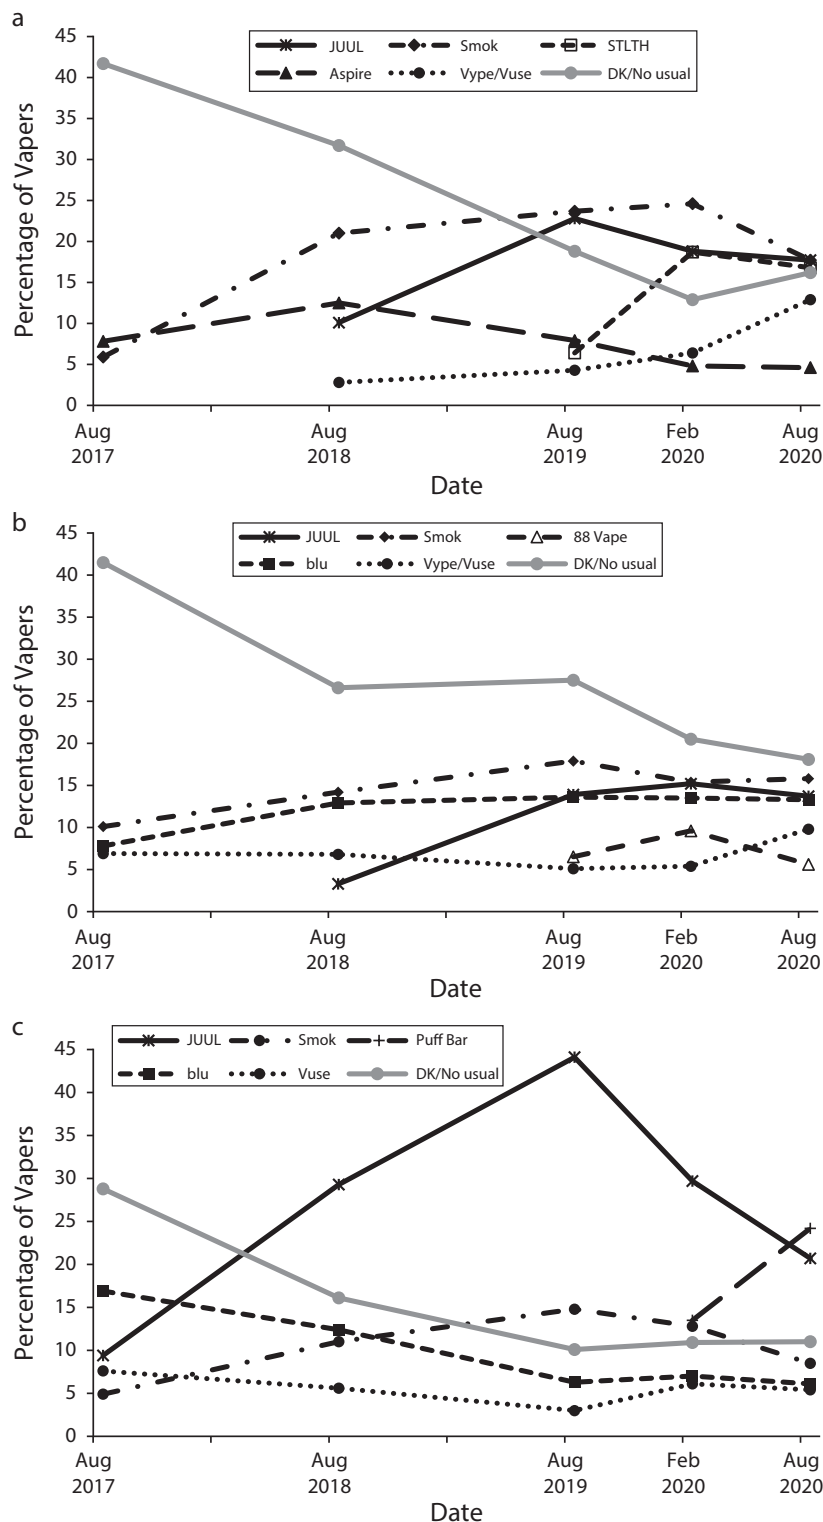 a
JUUL Smok STLTH
Aspire Vype/Vuse DK/No usual
Percentage of Vapers
45
40
35
30
25
20
15
10
5
0
Aug Aug Aug Feb Aug
2017 2018 2019 2020 2020
Date
b
JUUL Smok 88 Vape
blu Vype/Vuse DK/No usual
Percentage of Vapers
45
40
35
30
25
20
15
10
5
0
Aug Aug Aug Feb Aug
2017 2018 2019 2020 2020
Date
c
JUUL Smok Puff Bar
blu Vuse DK/No usual
Percentage of Vapers
45
40
35
30
25
20
15
10
5
0
Aug Aug Aug Feb Aug
2017 2018 2019 2020 2020
Date